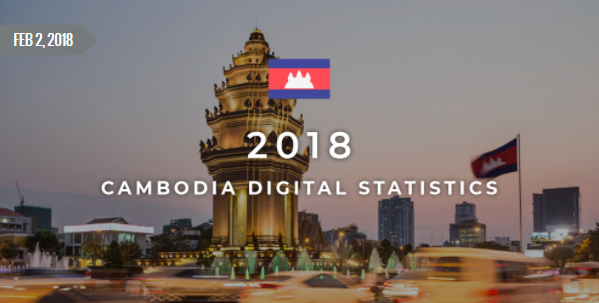 FEB 2, 2018
2018
CAMBODIA DIGITAL STATISTICS